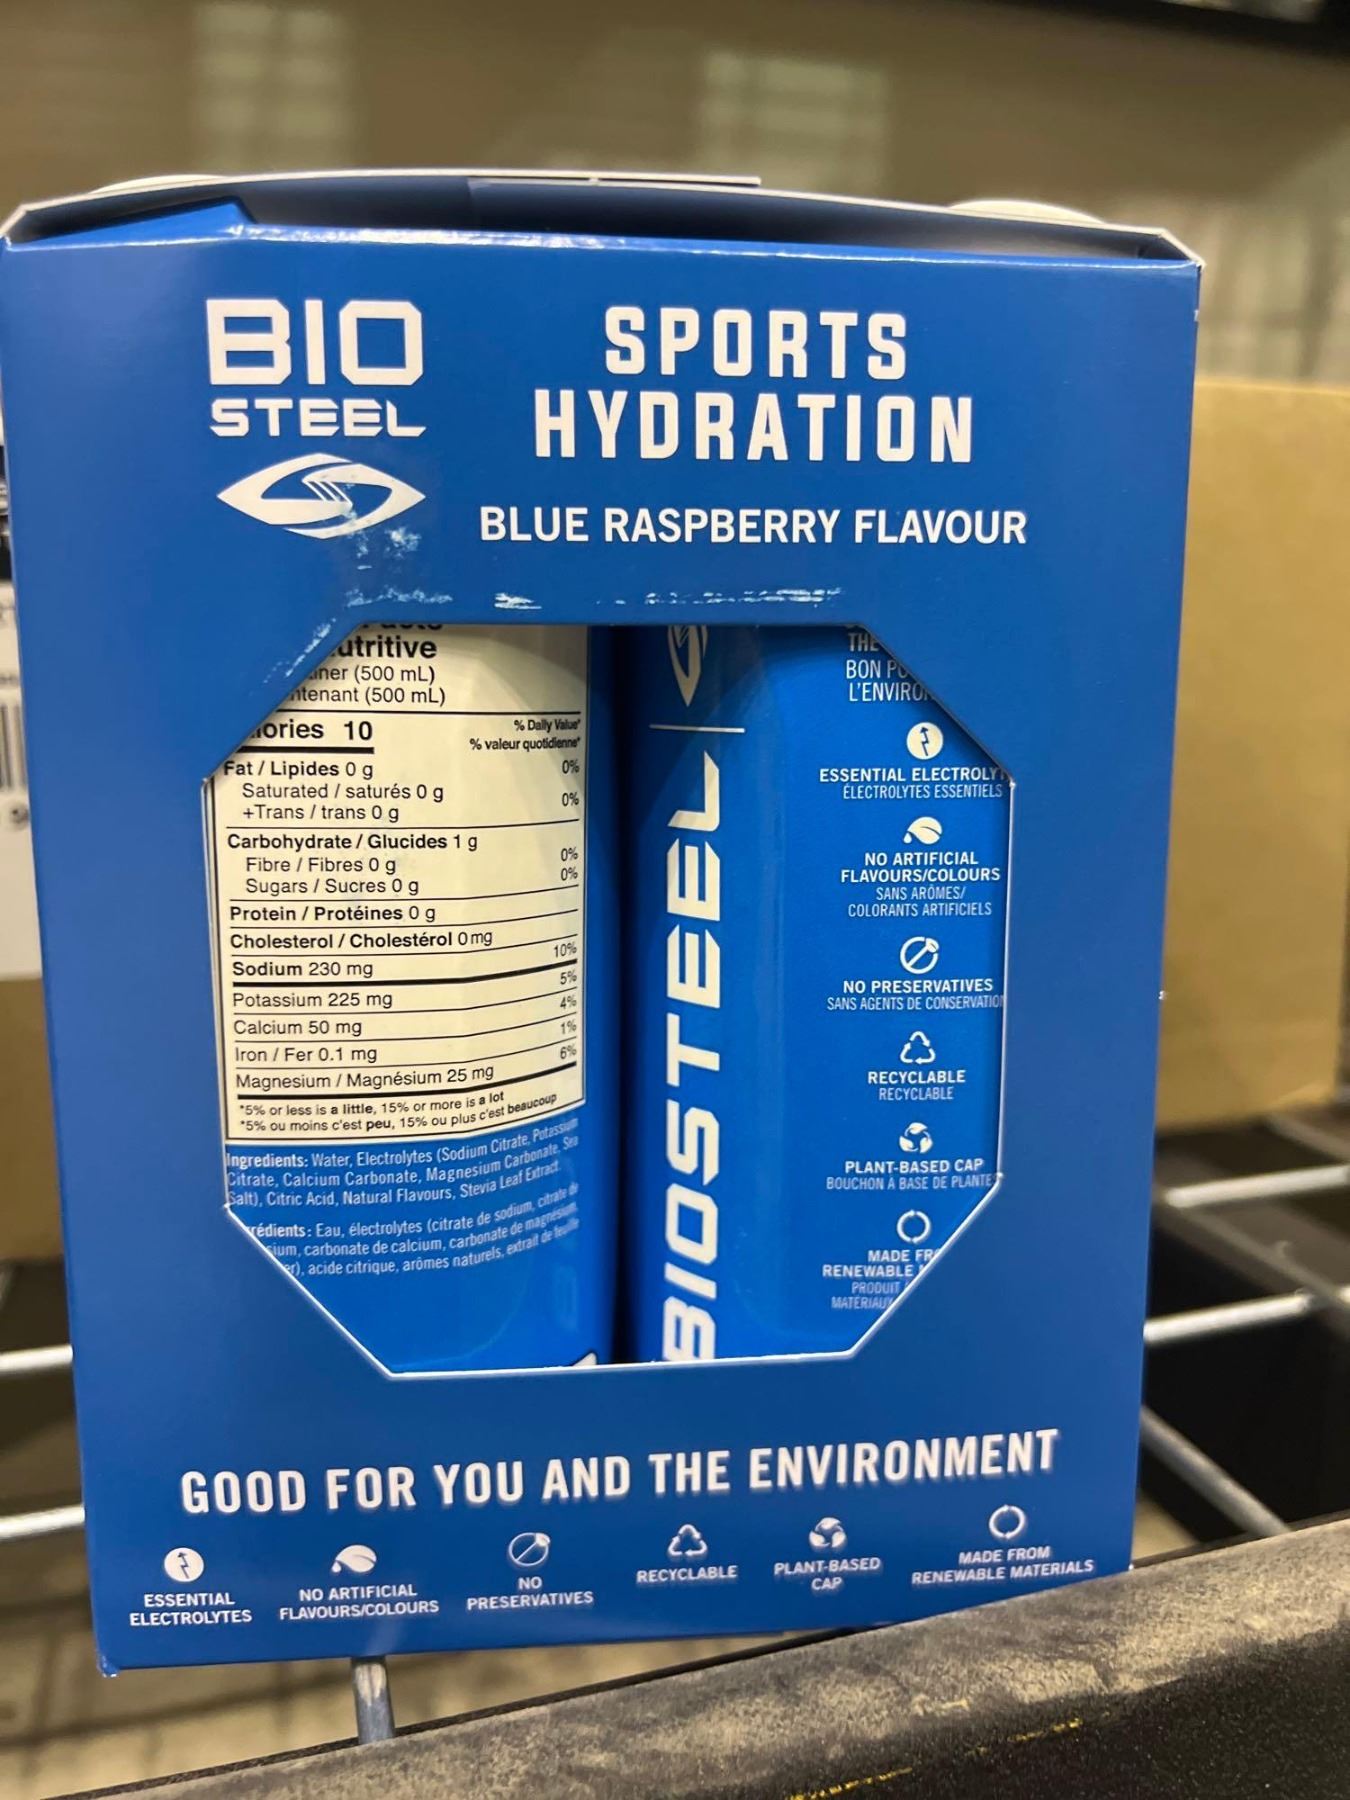 BIO
STEEL
SPORTS
HYDRATION
BLUE RASPBERRY FLAVOUR
(500 mL)
(500 mL)
10
% Daily Value*
% valeur quotidienne*
Fat / Lipides 0 g 0%
Saturated / saturés 0 g
+Trans / trans 0 g 0%
Carbohydrate / Glucides 1 g
Fibre / Fibres 0 g 0%
Sugars / Sucres 0 g 0%
Protein / Protéines 0 g
Cholesterol / Cholestérol 0 mg
Sodium 230 mg 10%
Potassium 225 mg 5%
Calcium 50 mg 4%
Iron / Fer 0.1 mg 1%
Magnesium / Magnésium 25 mg 6%
*5% or less is a little, 15% or more is a lot
*5% ou moins c'est peu, 15% ou plus c'est beaucoup
Ingredients: Water, Electrolytes (Sodium Citrate, Potassium
Citrate, Calcium Carbonate, Magnesium Carbonate, Sea
Salt), Citric Acid, Natural Flavours, Stevia Leaf Extract.
Eau, électrolytes (citrate de sodium, citrate de
carbonate de calcium, carbonate de magnésium,
acide citrique, arômes naturels, extrait de feuille
BIOSTEEL
THE
BON
ESSENTIAL
ÉLECTROLYTES ESSENTIELS
NO ARTIFICIAL
FLAVOURS/COLOURS
SANS ARÔMES/
COLORANTS ARTIFICIELS
NO PRESERVATIVES
SANS AGENTS DE CONSERVATION
RECYCLABLE
RECYCLABLE
PLANT-BASED CAP
BOUCHON À BASE DE PLANTES
MADE
RENEWABLE
PRODUIT
GOOD FOR YOU AND THE ENVIRONMENT
ESSENTIAL
ELECTROLYTES
NO ARTIFICIAL
FLAVOURS/COLOURS
NO
PRESERVATIVES
RECYCLABLE
PLANT-BASED
CAP
MADE FROM
RENEWABLE MATERIALS